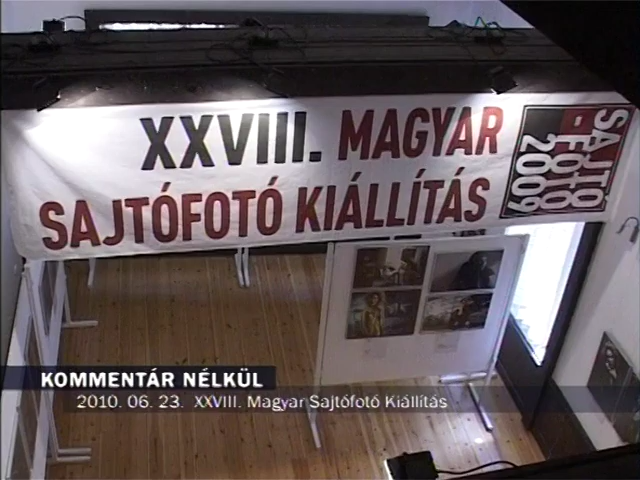 XXVIII. MAGYAR
SAJTÓFOTÓ KIÁLLÍTÁS
SAJTÓ
-FOTÓ
2009
KOMMENTÁR NÉLKÜL
2010. 06. 23. XXVIII. Magyar Sajtófotó Kiállítás